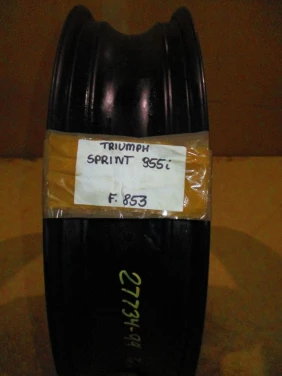 TRIUMPH
SPRINT 955i
F. 853
27734-99